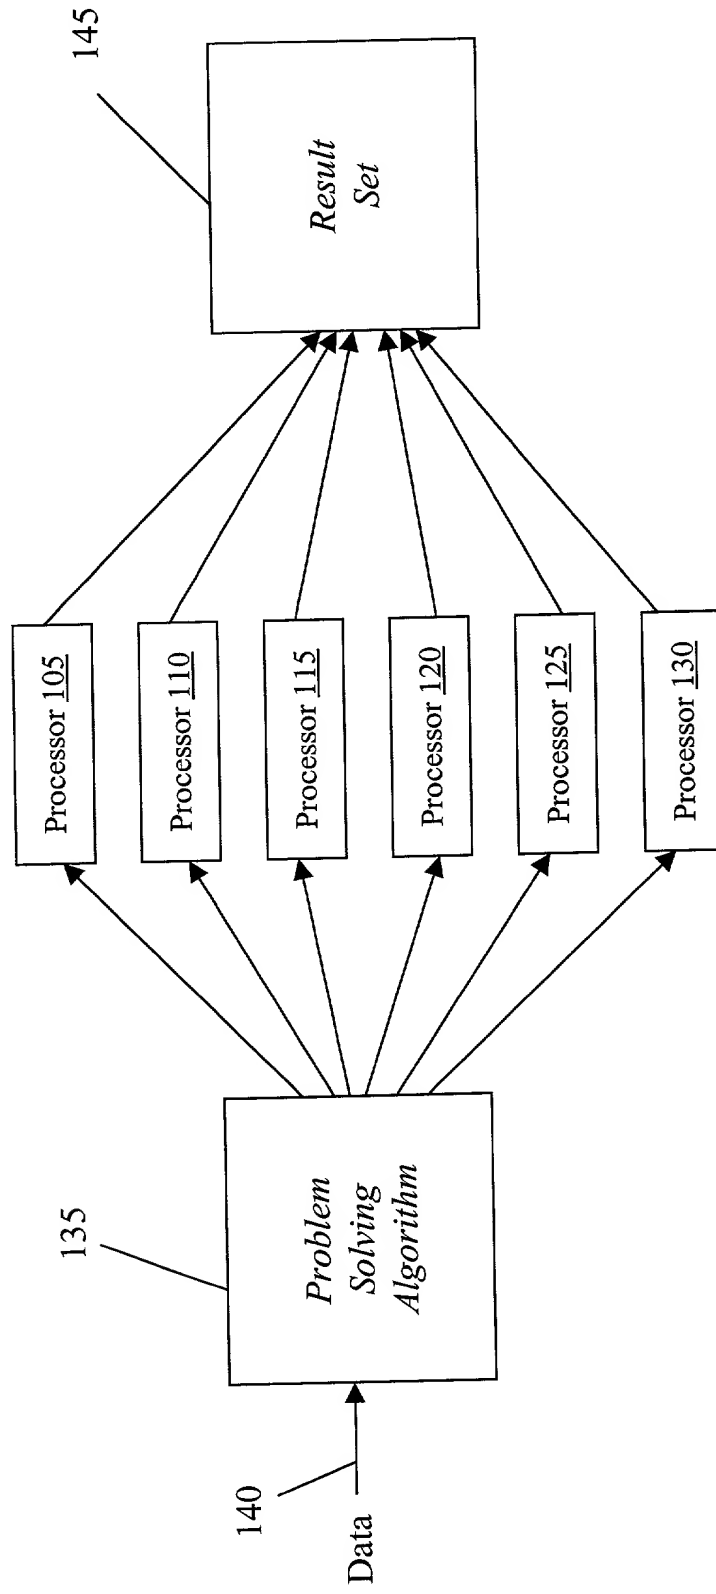 Data
140
135
Problem
Solving
Algorithm
Processor 105
Processor 110
Processor 115
Processor 120
Processor 125
Processor 130
145
Result
Set